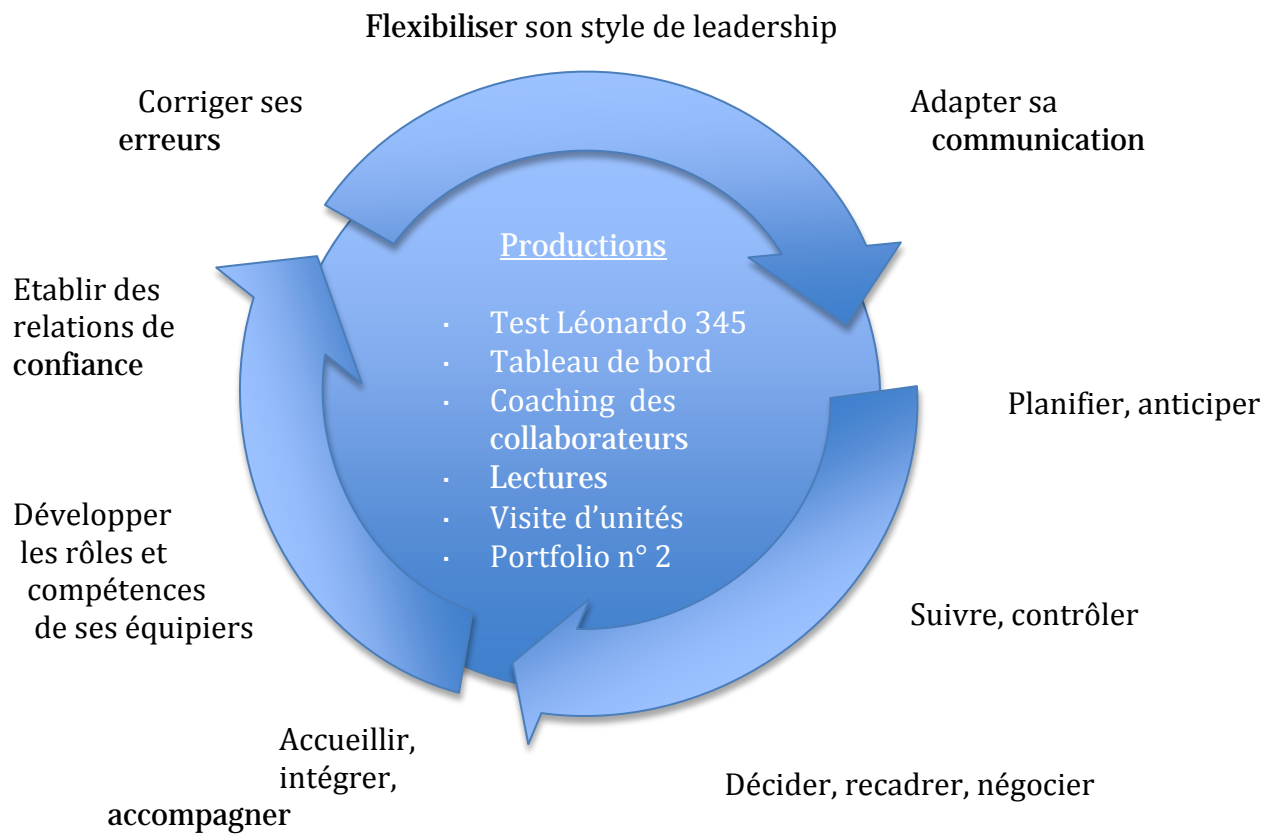 Flexibiliser son style de leadership
Corriger ses
erreurs
Adapter sa
communication
Productions
Etablir des
relations de
confiance
· Test Léonardo 345
· Tableau de bord
· Coaching des
collaborateurs
· Lectures
· Visite d’unités
· Portfolio n° 2
Planifier, anticiper
Développer
les rôles et
compétences
de ses équipiers
Suivre, contrôler
Accueillir,
intégrer,
accompagner
Décider, recadrer, négocier